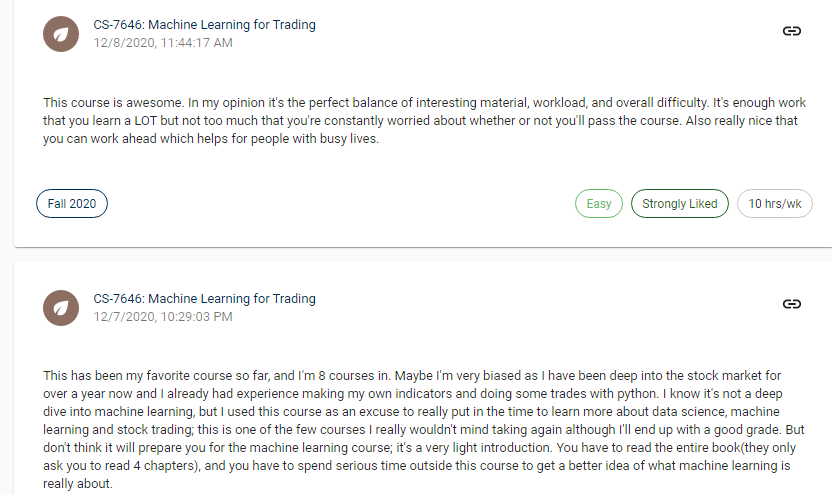 CS-7646: Machine Learning for Trading
12/8/2020, 11:44:17 AM
This course is awesome. In my opinion it's the perfect balance of interesting material, workload, and overall difficulty. It's enough work
that you learn a LOT but not too much that you're constantly worried about whether or not you'll pass the course. Also really nice that
you can work ahead which helps for people with busy lives.
Fall 2020
Easy
Strongly Liked
10 hrs/wk
CS-7646: Machine Learning for Trading
12/7/2020, 10:29:03 PM
This has been my favorite course so far, and I'm 8 courses in. Maybe I'm very biased as I have been deep into the stock market for
over a year now and I already had experience making my own indicators and doing some trades with python. I know it's not a deep
dive into machine learning, but I used this course as an excuse to really put in the time to learn more about data science, machine
learning and stock trading; this is one of the few courses I really wouldn't mind taking again although I'll end up with a good grade. But
don't think it will prepare you for the machine learning course; it's a very light introduction. You have to read the entire book(they only
ask you to read 4 chapters), and you have to spend serious time outside this course to get a better idea of what machine learning is
really about.